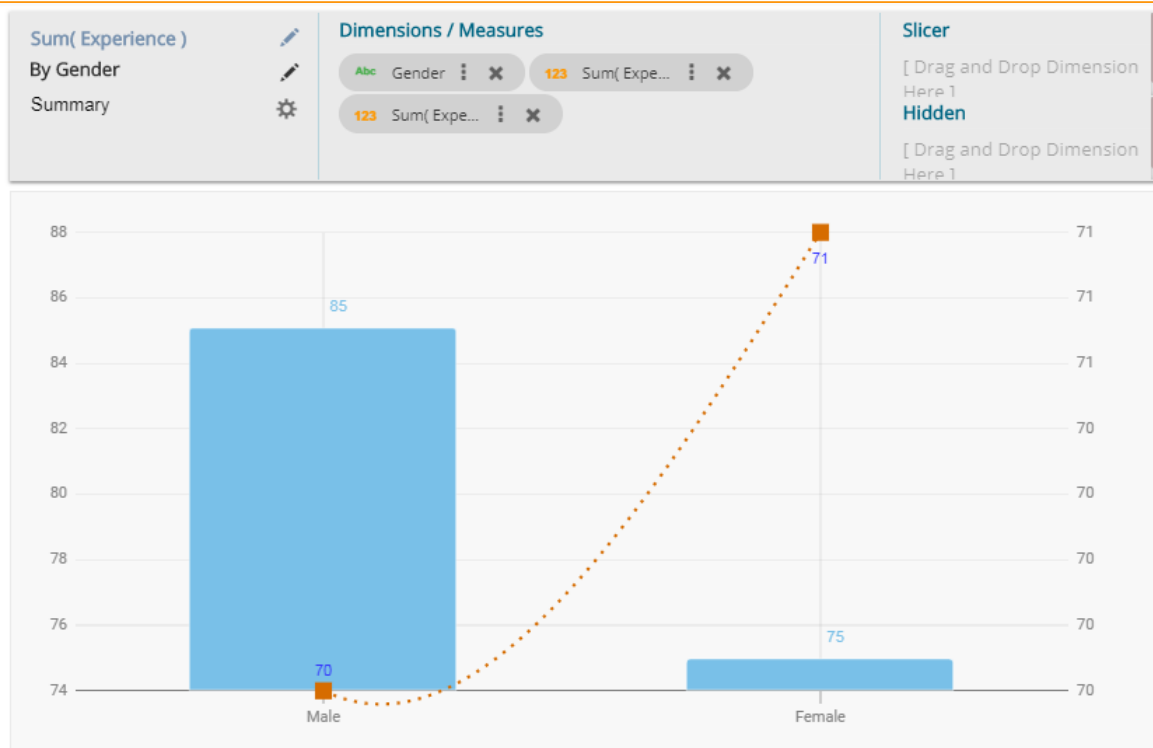 Sum( Experience )
By Gender
Summary
Dimensions / Measures
Abc Gender
123 Sum( Expe...
123 Sum( Expe...
Slicer
[ Drag and Drop Dimension
Here ]
Hidden
[ Drag and Drop Dimension
Here ]
88
86
84
82
80
78
76
74
85
70
71
75
71
71
71
70
70
70
70
70
Male
Female